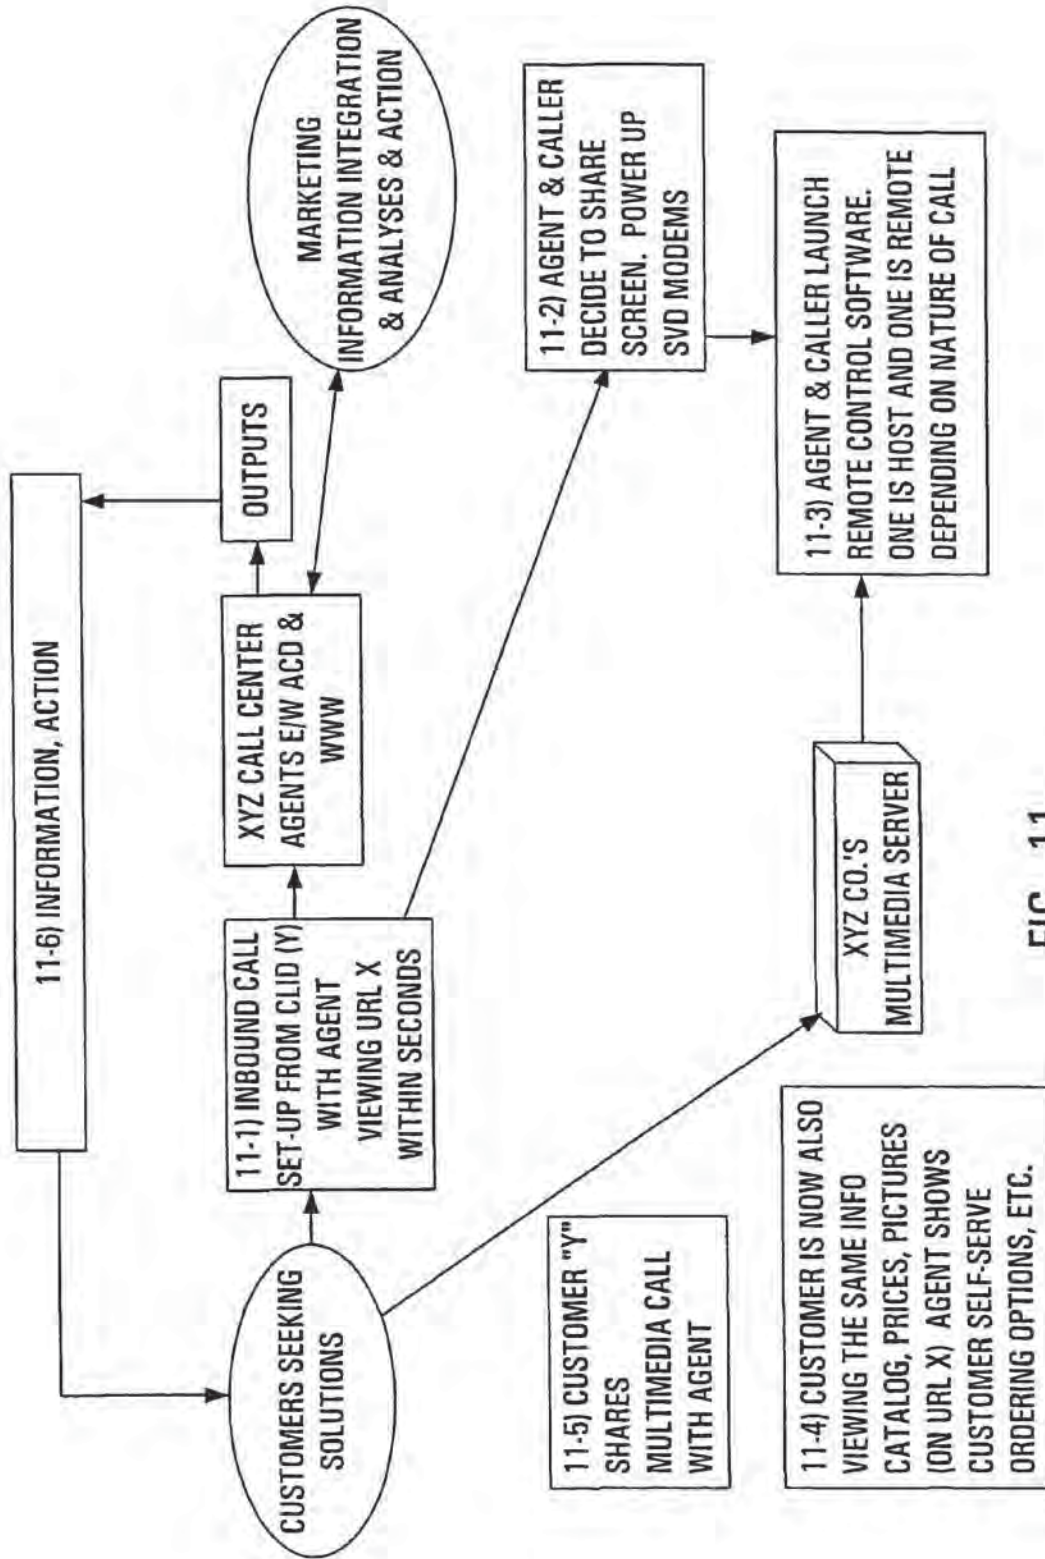 11-6) INFORMATION, ACTION
CUSTOMERS SEEKING
SOLUTIONS
11-1) INBOUND CALL
SET-UP FROM CLID (Y)
WITH AGENT
VIEWING URL X
WITHIN SECONDS
XYZ CALL CENTER
AGENTS E/W ACD &
WWW
OUTPUTS
MARKETING
INFORMATION INTEGRATION
& ANALYSES & ACTION
11-5) CUSTOMER "Y"
SHARES
MULTIMEDIA CALL
WITH AGENT
11-2) AGENT & CALLER
DECIDE TO SHARE
SCREEN. POWER UP
SVD MODEMS
11-4) CUSTOMER IS NOW ALSO
VIEWING THE SAME INFO
CATALOG, PRICES, PICTURES
(ON URL X) AGENT SHOWS
CUSTOMER SELF-SERVE
ORDERING OPTIONS, ETC.
XYZ CO.'S
MULTIMEDIA SERVER
11-3) AGENT & CALLER LAUNCH
REMOTE CONTROL SOFTWARE.
ONE IS HOST AND ONE IS REMOTE
DEPENDING ON NATURE OF CALL
FIG. 11